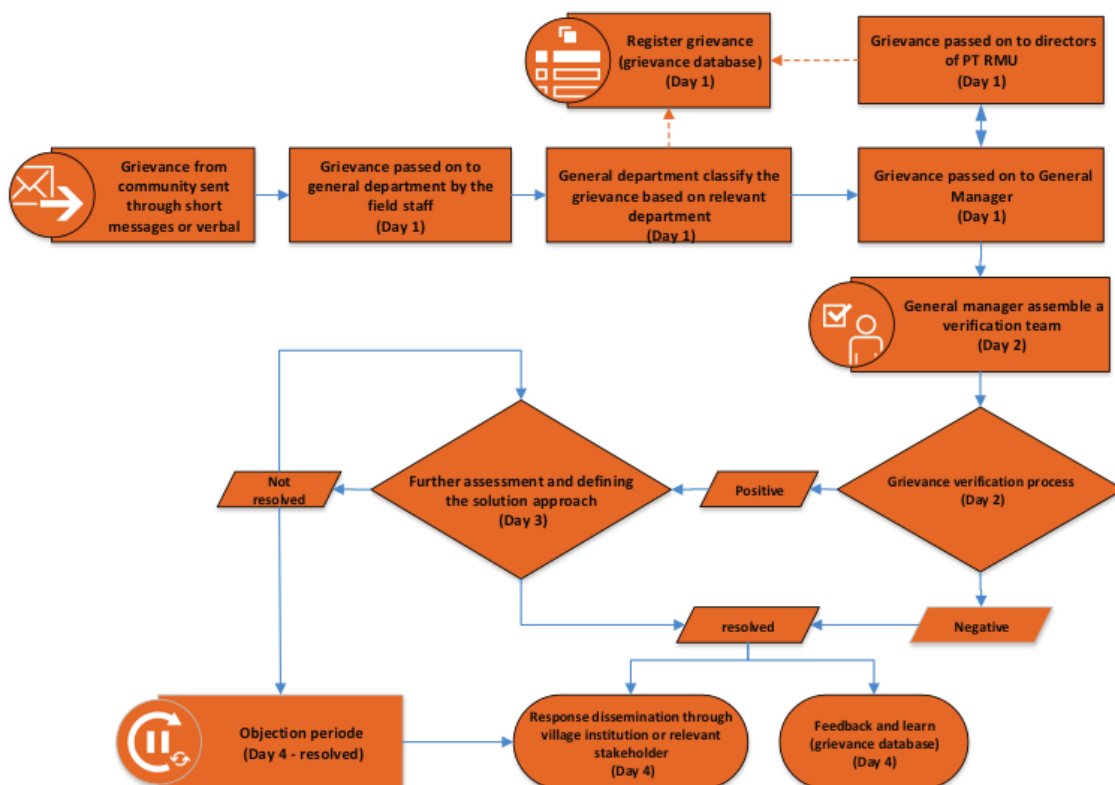 Register grievance
(grievance database)
(Day 1)
Grievance passed on to directors
of PT RMU
(Day 1)
Grievance from
community sent
through short
messages or verbal
Grievance passed on to
general department by the
field staff
(Day 1)
General department classify the
grievance based on relevant
department
(Day 1)
Grievance passed on to General
Manager
(Day 1)
General manager assemble a
verification team
(Day 2)
Not
resolved
Further assessment and defining
the solution approach
(Day 3)
Positive
Grievance verification process
(Day 2)
resolved
Negative
Objection periode
(Day 4 - resolved)
Response dissemination through
village institution or relevant
stakeholder
(Day 4)
Feedback and learn
(grievance database)
(Day 4)